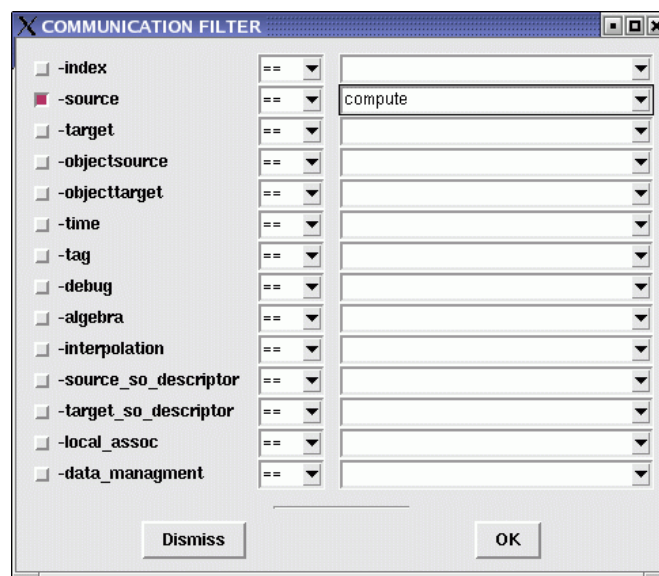 COMMUNICATION FILTER
-index ==
-source == compute
-target ==
-objectsource ==
-objecttarget ==
-time ==
-tag ==
-debug ==
-algebra ==
-interpolation ==
-source_so_descriptor ==
-target_so_descriptor ==
-local_assoc ==
-data_managment ==
Dismiss OK